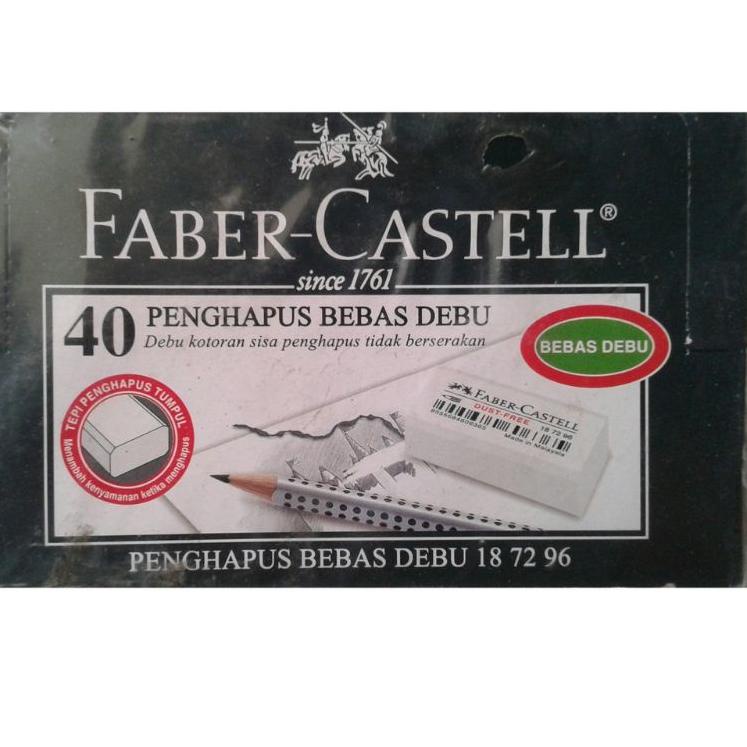 FABER-CASTELL®
since 1761
40 PENGHAPUS BEBAS DEBU
Debu kotoran sisa penghapus tidak berserakan
BEBAS DEBU
TEPI PENGHAPUS TUMPUL
Menambah kenyamanan ketika menghapus
FABER-CASTELL
DUST-FREE
18 72 96
Made in Malaysia
PENGHAPUS BEBAS DEBU 18 72 96